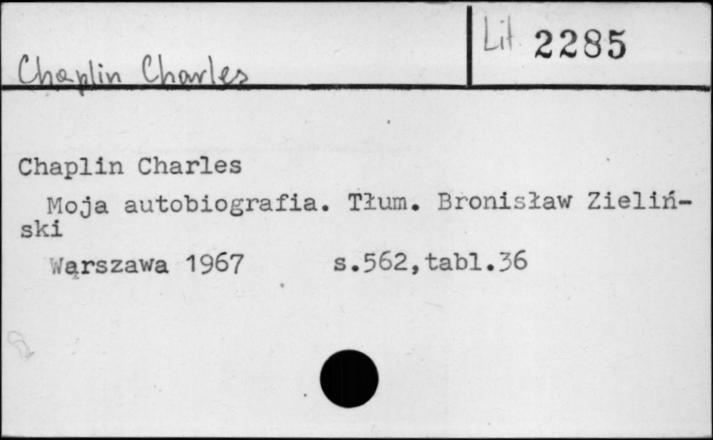 Lit 2285
Chaplin Charles
Chaplin Charles
Moja autobiografia. Tłum. Bronisław Zieliń-
ski
Warszawa 1967 s.562,tabl.36